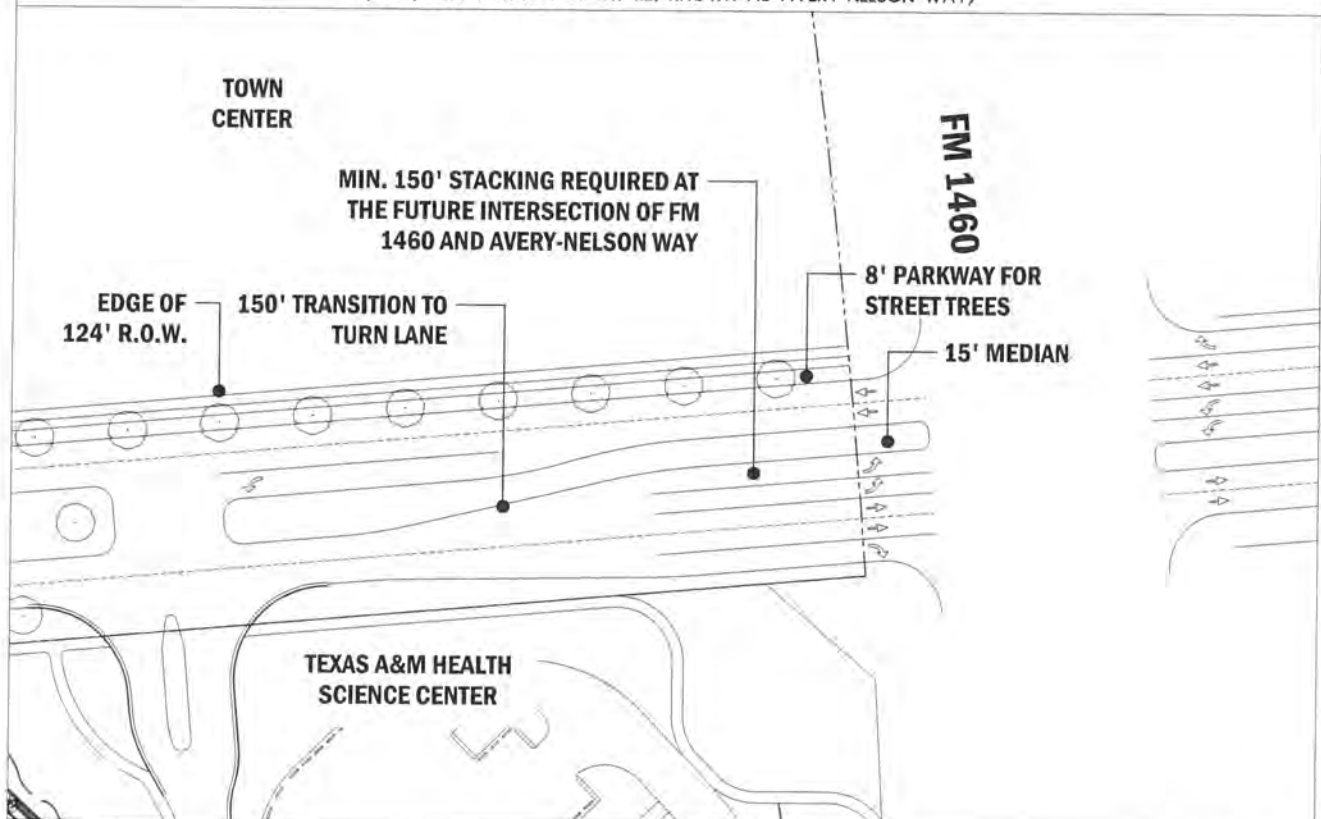 TOWN
CENTER
FM 1460
MIN. 150' STACKING REQUIRED AT
THE FUTURE INTERSECTION OF FM
1460 AND AVERY-NELSON WAY
8' PARKWAY FOR
STREET TREES
EDGE OF
124' R.O.W.
150' TRANSITION TO
TURN LANE
15' MEDIAN
TEXAS A&M HEALTH
SCIENCE CENTER